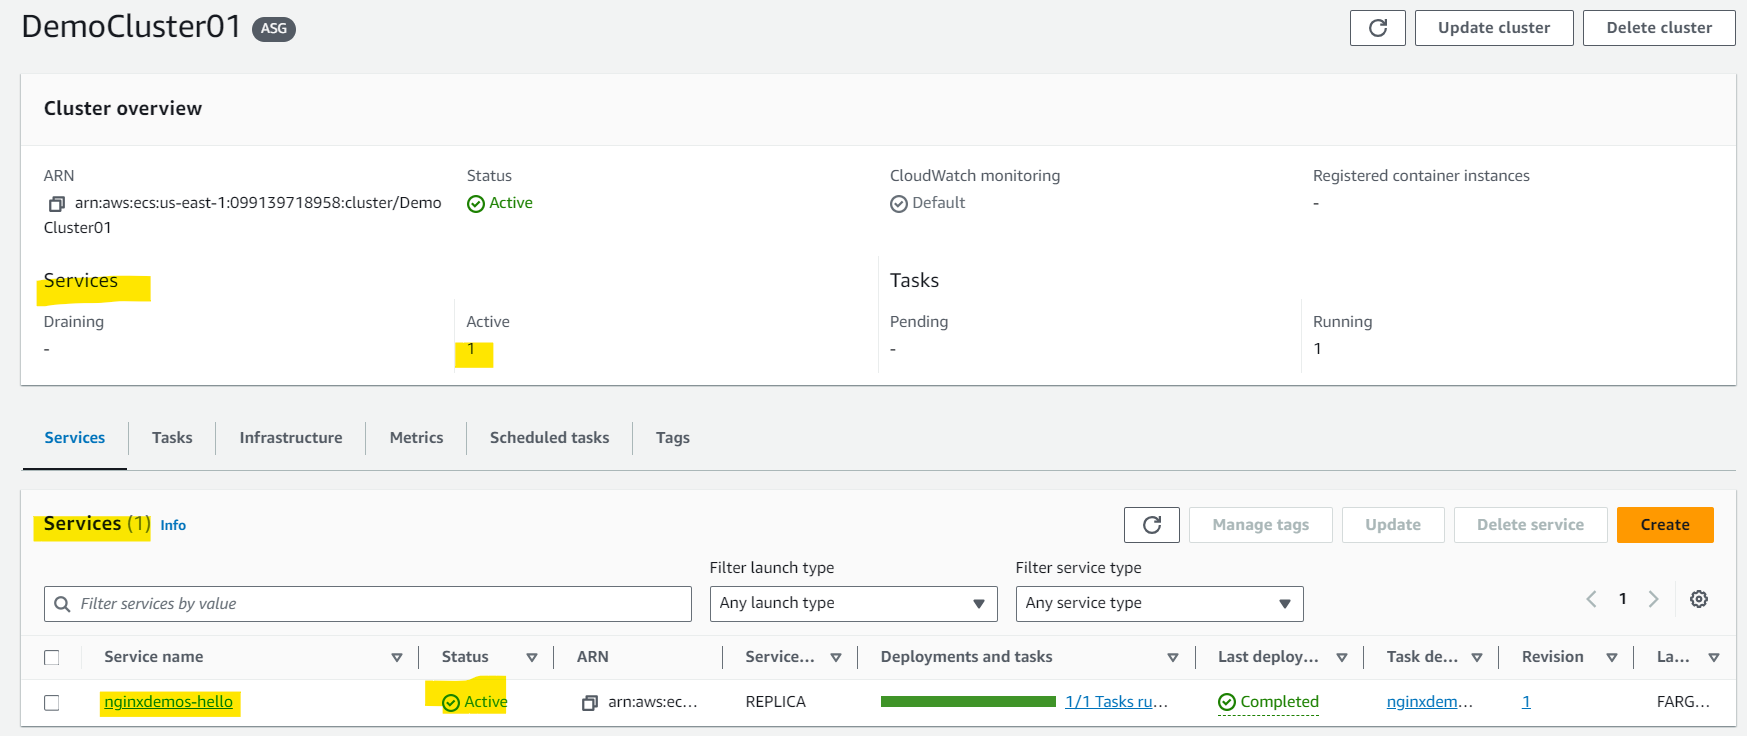 DemoCluster01 ASG
Update cluster
Delete cluster
Cluster overview
ARN
arn:aws:ecs:us-east-1:099139718958:cluster/Demo
Cluster01
Status
Active
CloudWatch monitoring
Default
Registered container instances
-
Services
Draining
-
Active
1
Tasks
Pending
-
Running
1
Services Tasks Infrastructure Metrics Scheduled tasks Tags
Services (1) Info
Manage tags
Update
Delete service
Create
Filter services by value
Filter launch type
Any launch type
Filter service type
Any service type
1
Service name Status ARN Service... Deployments and tasks Last deploy... Task de... Revision La...
nginxdemos-hello Active arn:aws:ec... REPLICA 1/1 Tasks ru... Completed nginxdem... 1 FARG...